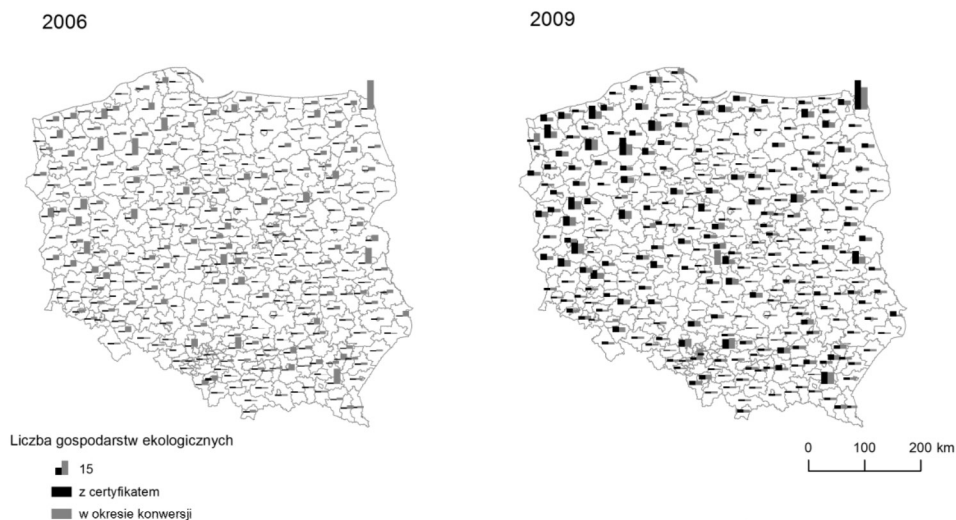 2006
2009
Liczba gospodarstw ekologicznych
15
z certyfikatem
w okresie konwersji
0 100 200 km